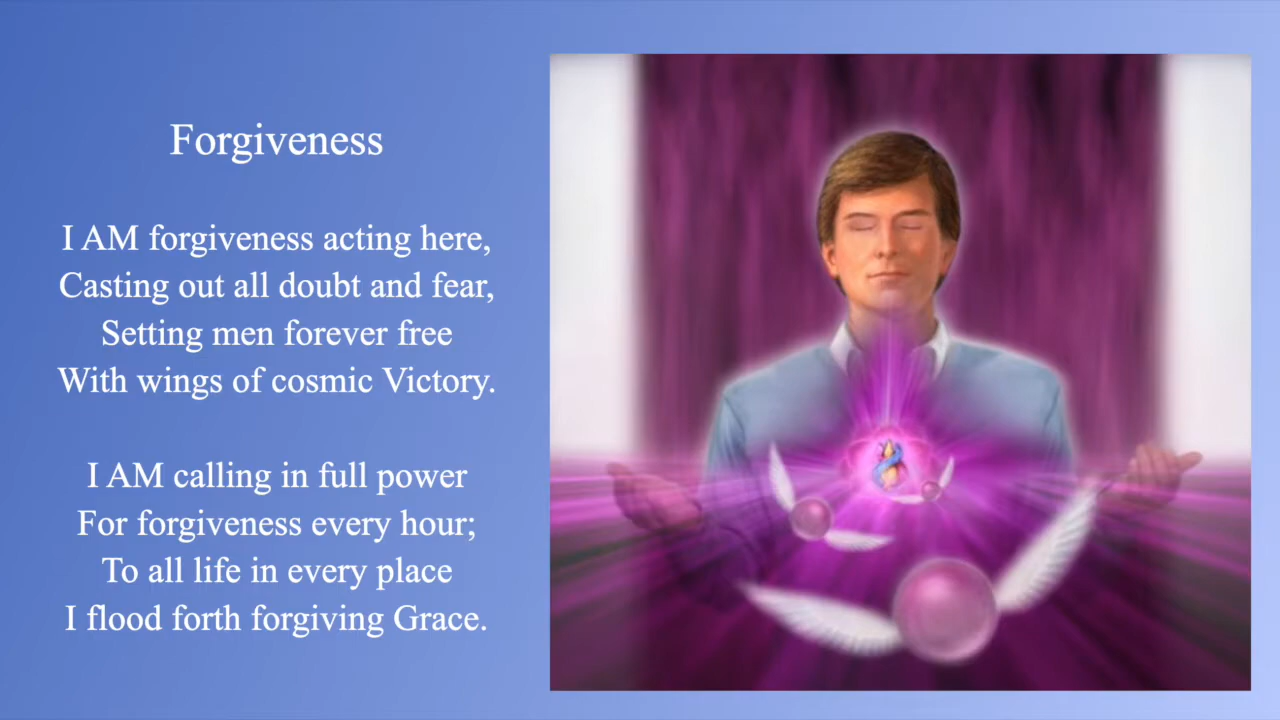 Forgiveness
I AM forgiveness acting here,
Casting out all doubt and fear,
Setting men forever free
With wings of cosmic Victory.
I AM calling in full power
For forgiveness every hour;
To all life in every place
I flood forth forgiving Grace.